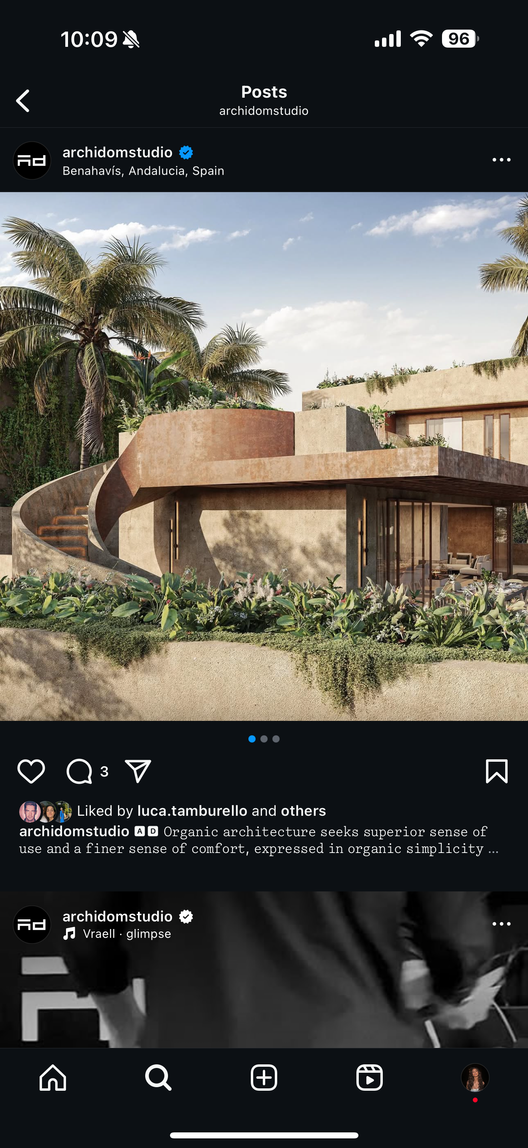 10:09
96
Posts
archidomstudio
archidomstudio
Benahavís, Andalucia, Spain
3
Liked by luca.tamburello and others
archidomstudio 🅰🅳 Organic architecture seeks superior sense of
use and a finer sense of comfort, expressed in organic simplicity ...
archidomstudio
Vraell · glimpse